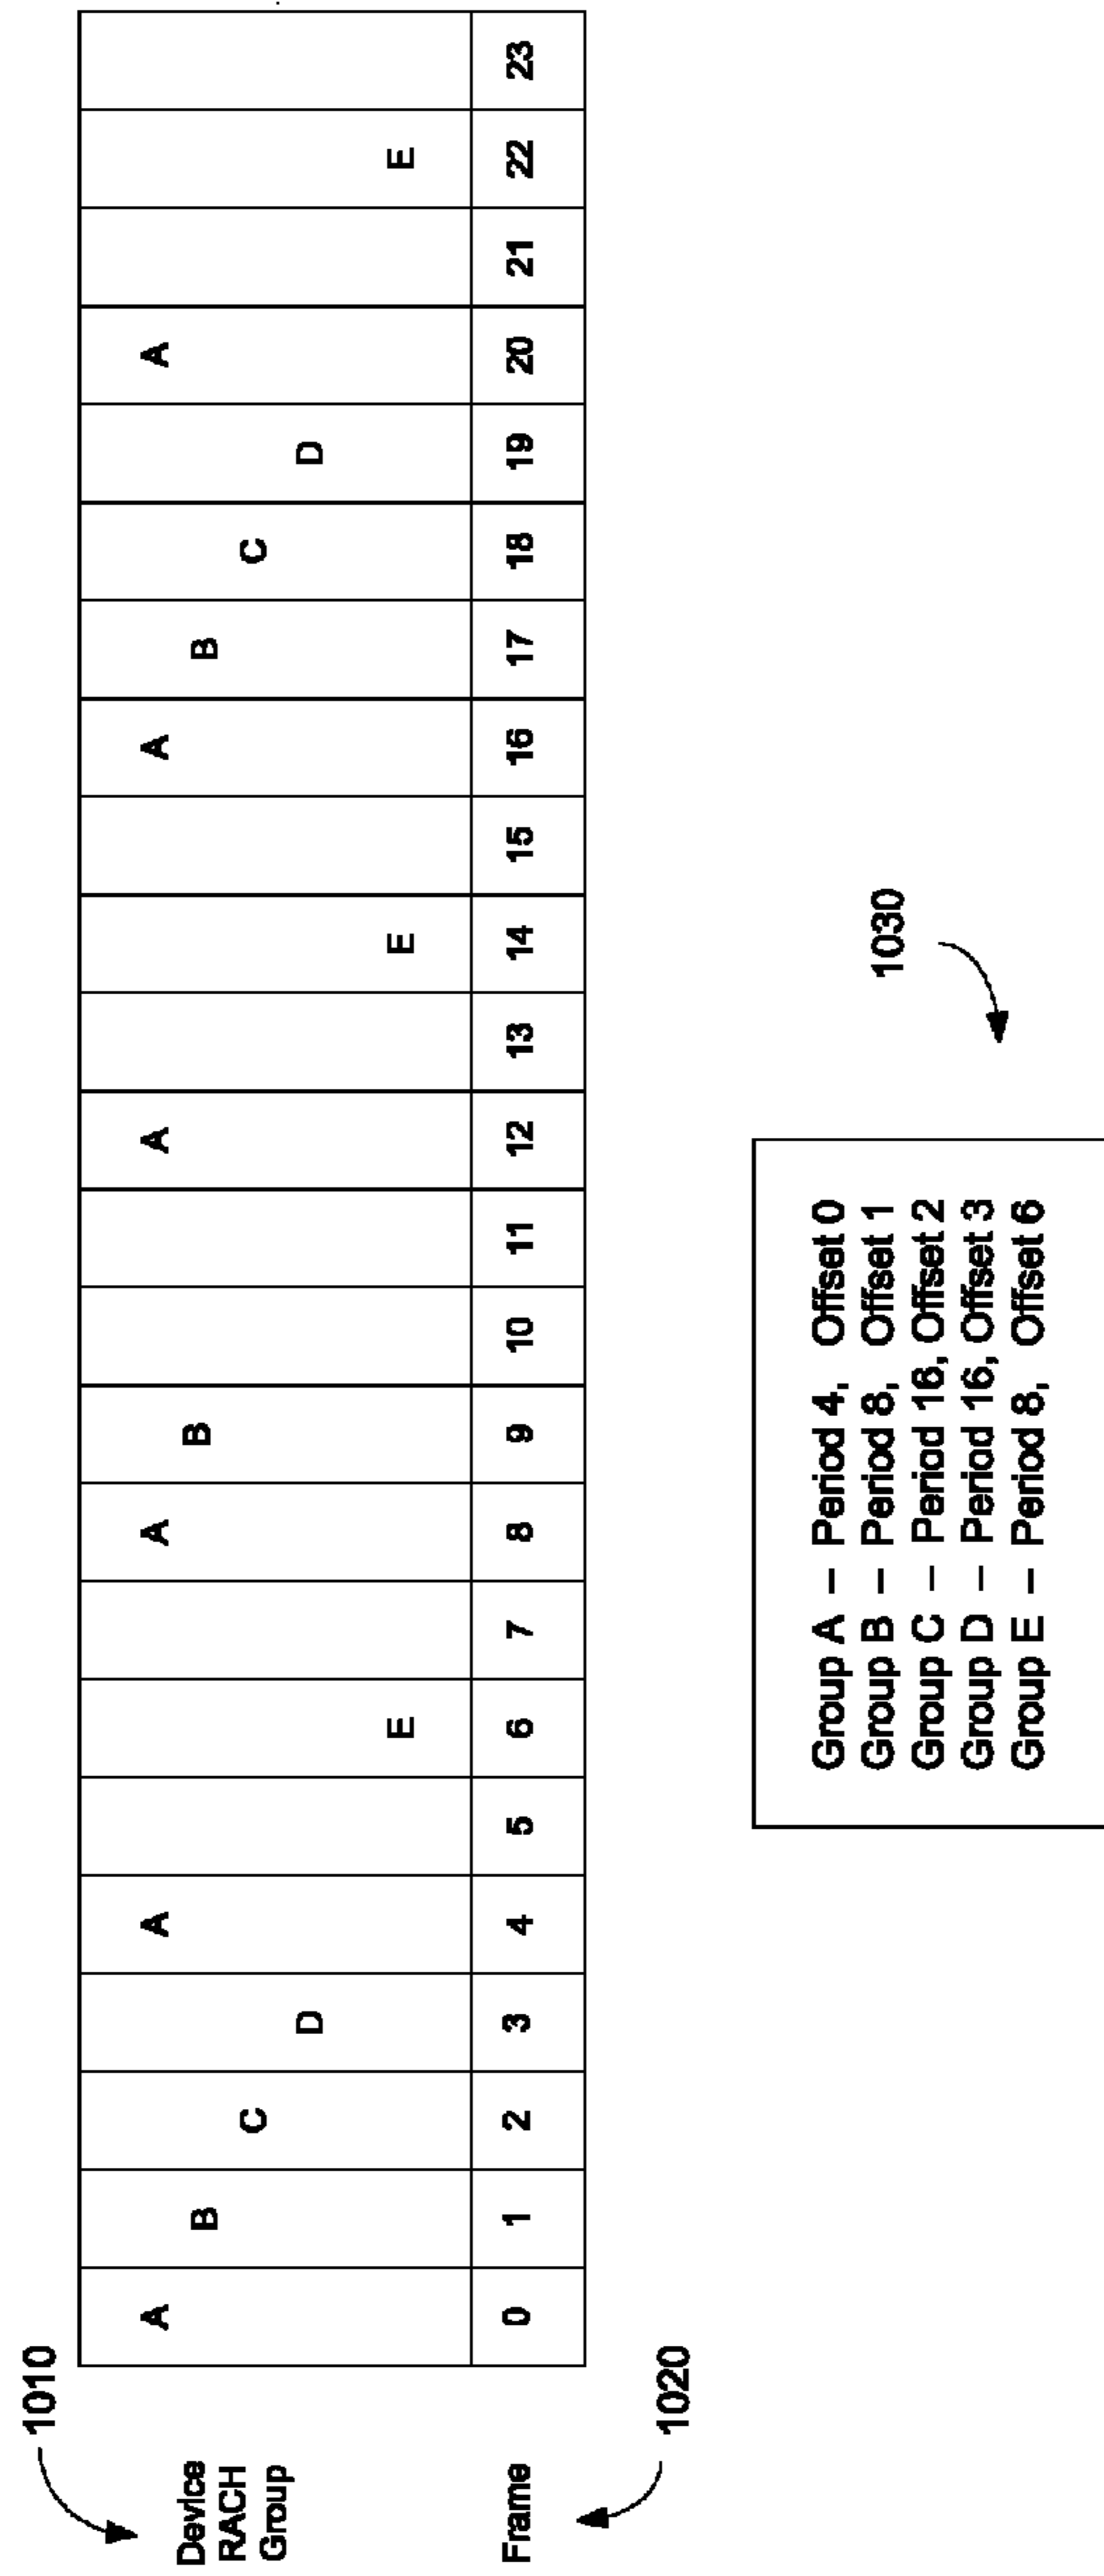 1010
Device
RACH
Group
A B C D A E A B A E A B C D A E
Frame
0 1 2 3 4 5 6 7 8 9 10 11 12 13 14 15 16 17 18 19 20 21 22 23
1020
1030
Group A – Period 4, Offset 0
Group B – Period 8, Offset 1
Group C – Period 16, Offset 2
Group D – Period 16, Offset 3
Group E – Period 8, Offset 6